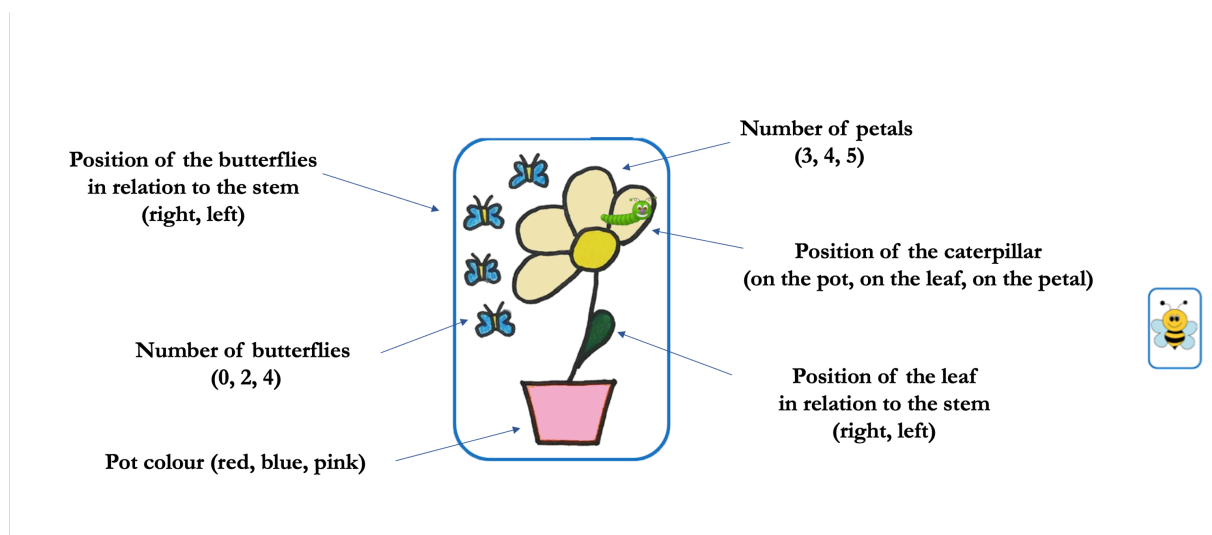 Position of the butterflies
in relation to the stem
(right, left)
Number of butterflies
(0, 2, 4)
Pot colour (red, blue, pink)
Number of petals
(3, 4, 5)
Position of the caterpillar
(on the pot, on the leaf, on the petal)
Position of the leaf
in relation to the stem
(right, left)